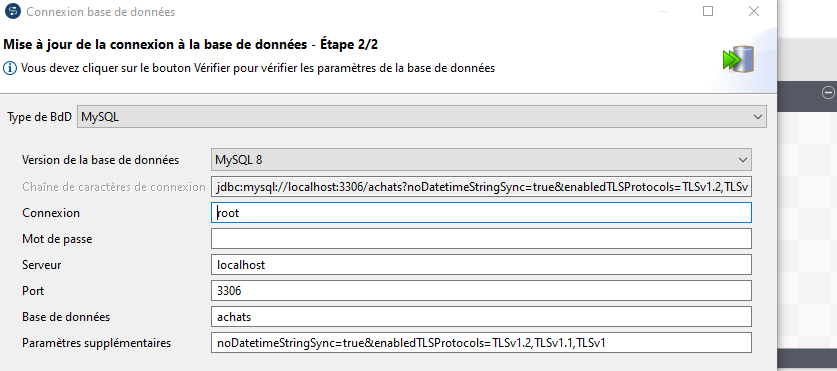 Connexion base de données
Mise à jour de la connexion à la base de données - Étape 2/2
Vous devez cliquer sur le bouton Vérifier pour vérifier les paramètres de la base de données
Type de BdD MySQL
Version de la base de données MySQL 8
Chaîne de caractères de connexion jdbc:mysql://localhost:3306/achats?noDatetimeStringSync=true&enabledTLSProtocols=TLSv1.2,TLSv
Connexion root
Mot de passe
Serveur localhost
Port 3306
Base de données achats
Paramètres supplémentaires noDatetimeStringSync=true&enabledTLSProtocols=TLSv1.2,TLSv1.1,TLSv1